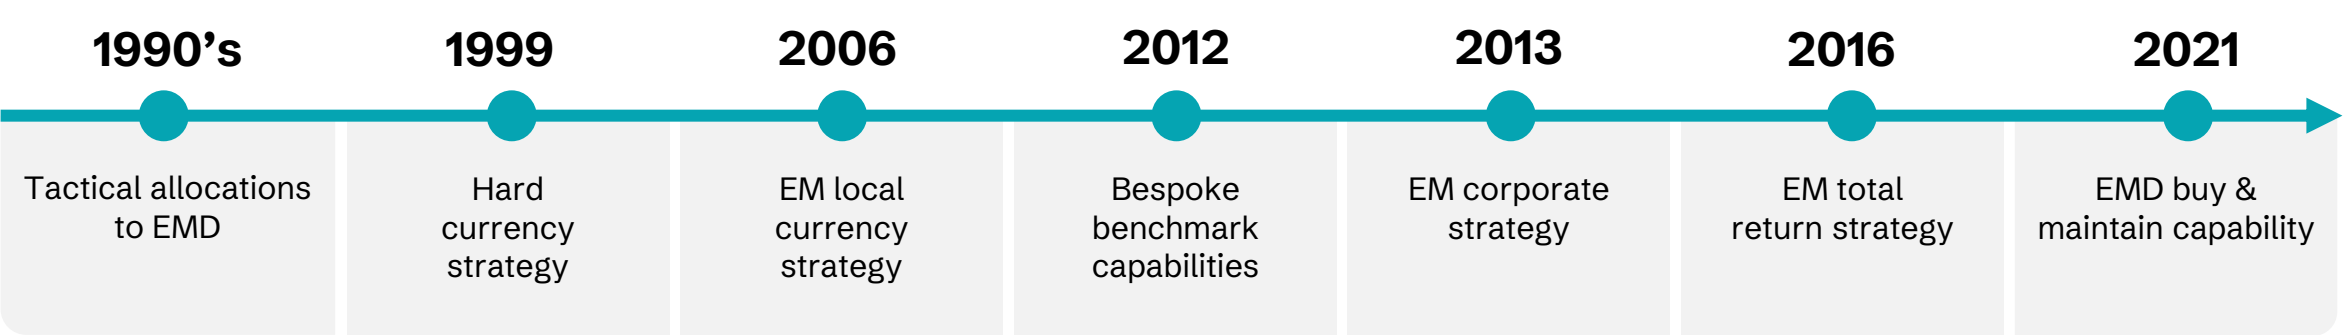 1990's
Tactical allocations
to EMD
1999
Hard
currency
strategy
2006
EM local
currency
strategy
2012
Bespoke
benchmark
capabilities
2013
EM corporate
strategy
2016
EM total
return strategy
2021
EMD buy &
maintain capability